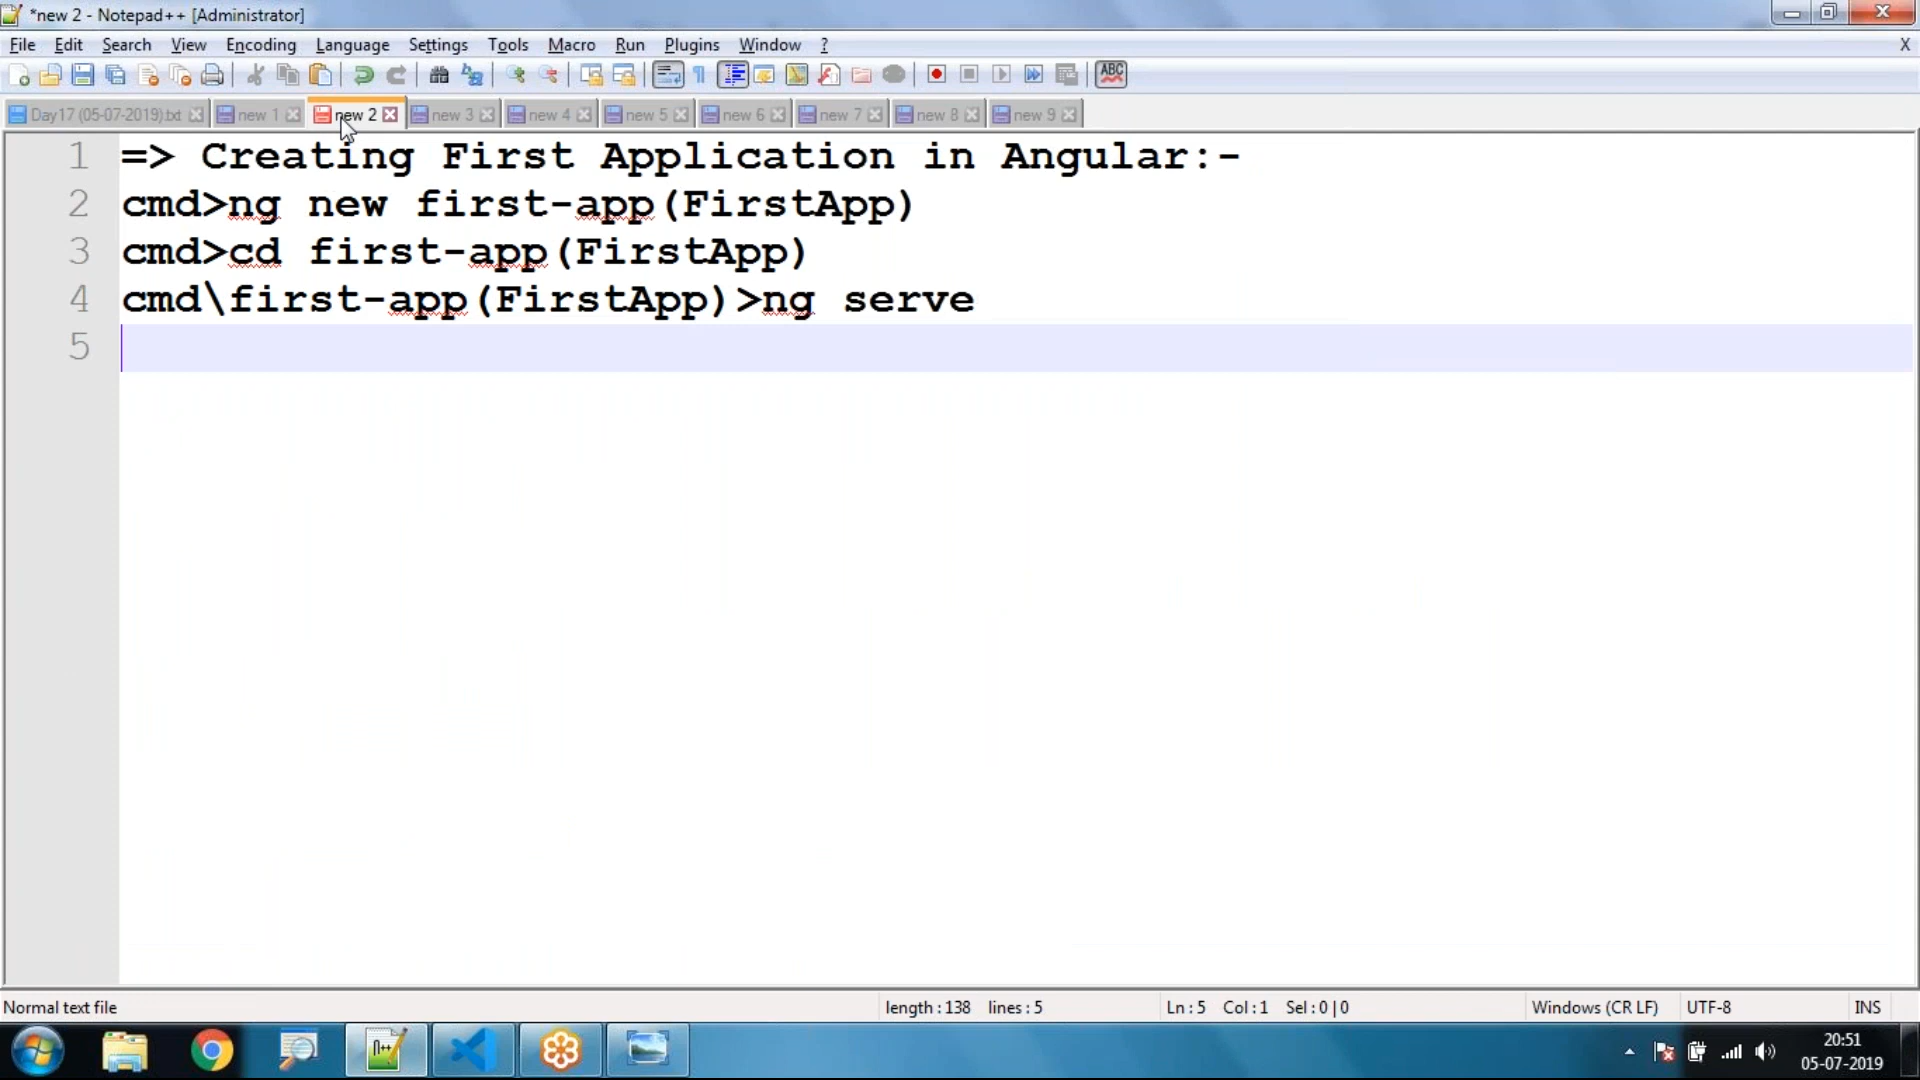 *new 2 - Notepad++ [Administrator]
File Edit Search View Encoding Language Settings Tools Macro Run Plugins Window ? X
ABC
Day17 (05-07-2019).txt new 1 new 2 new 3 new 4 new 5 new 6 new 7 new 8 new 9
1 => Creating First Application in Angular:-
2 cmd>ng new first-app(FirstApp)
3 cmd>cd first-app(FirstApp)
4 cmd\first-app(FirstApp)>ng serve
5
Normal text file length : 138 lines : 5 Ln : 5 Col : 1 Sel : 0 | 0 Windows (CR LF) UTF-8 INS
20:51
05-07-2019